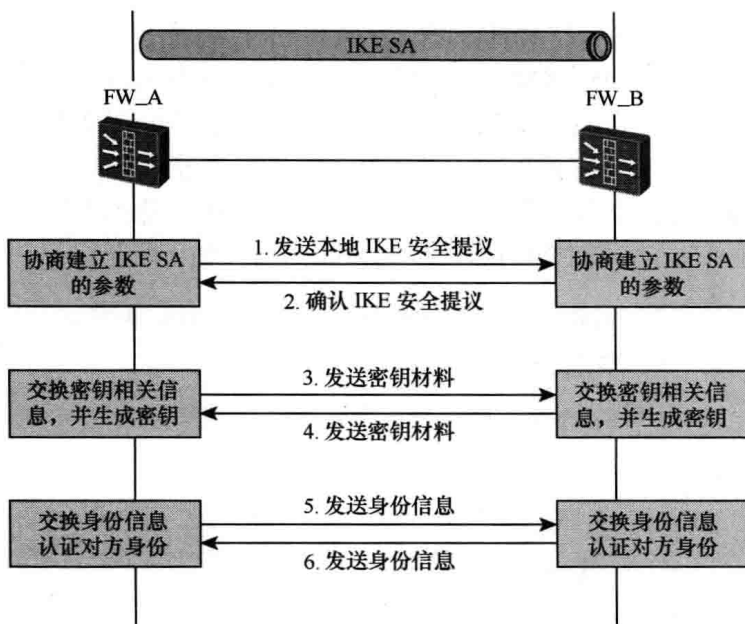 IKE SA
FW_A
FW_B
协商建立 IKE SA
的参数
1. 发送本地 IKE 安全提议
2. 确认 IKE 安全提议
协商建立 IKE SA
的参数
交换密钥相关信
息，并生成密钥
3. 发送密钥材料
4. 发送密钥材料
交换密钥相关信
息，并生成密钥
交换身份信息
认证对方身份
5. 发送身份信息
6. 发送身份信息
交换身份信息
认证对方身份